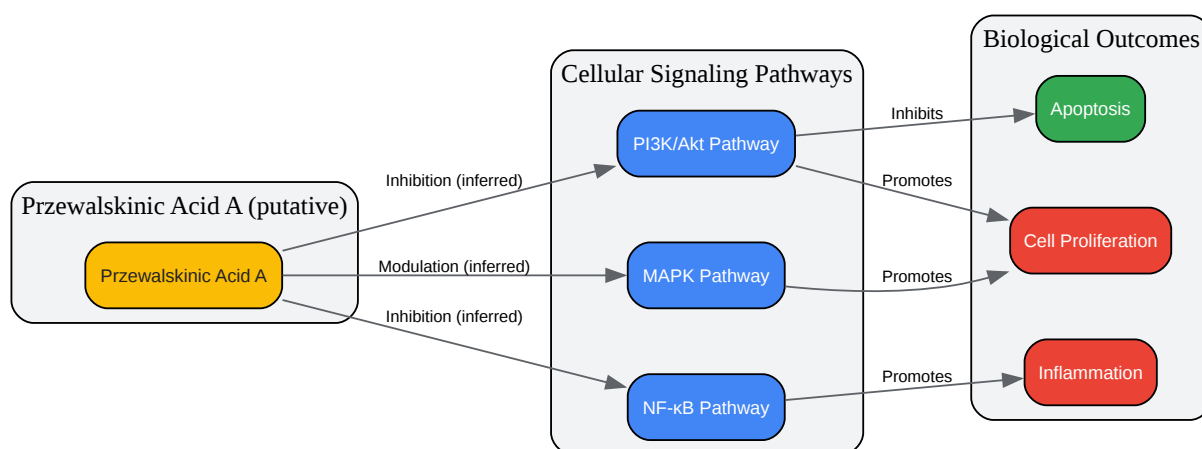 Przewalskinic Acid A (putative)
Przewalskinic Acid A
Inhibition (inferred)
Modulation (inferred)
Inhibition (inferred)
Cellular Signaling Pathways
PI3K/Akt Pathway
MAPK Pathway
NF-κB Pathway
Inhibits
Promotes
Promotes
Promotes
Biological Outcomes
Apoptosis
Cell Proliferation
Inflammation